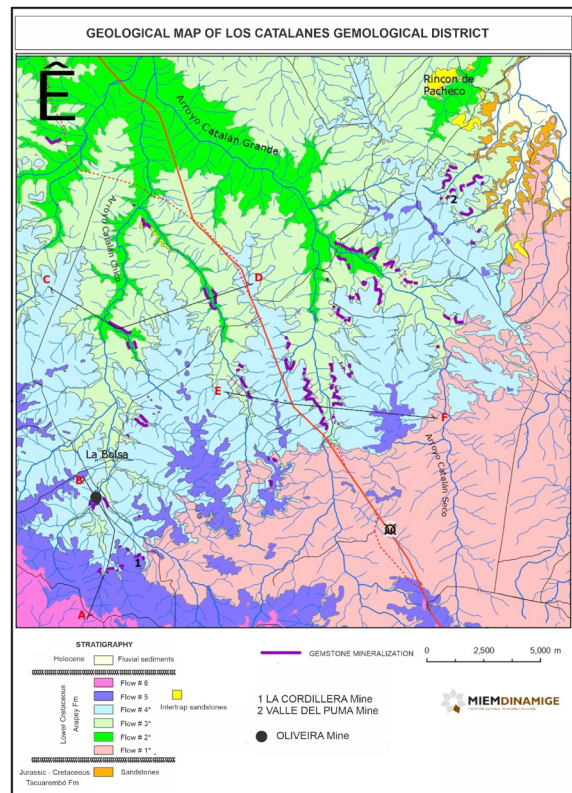 GEOLOGICAL MAP OF LOS CATALANES GEMOLOGICAL DISTRICT
Ê
Rincon de
Pacheco
Arroyo Catalán Grande
2
Arroyo Catalán Chico
C
D
E
F
Arroyo Catalán Seco
La Bolsa
B
1
A
STRATIGRAPHY
Holocene
Fluvial sediments
Lower Cretaceous
Arapey Fm
Flow # 6
Flow # 5
Flow # 4*
Flow # 3*
Flow # 2*
Flow # 1*
Intertrap sandstones
Jurassic - Cretaceous
Tacuarembó Fm
Sandstones
GEMSTONE MINERALIZATION
0 2,500 5,000 m
1 LA CORDILLERA Mine
2 VALLE DEL PUMA Mine
OLIVEIRA Mine
MIEMDINAMIGE